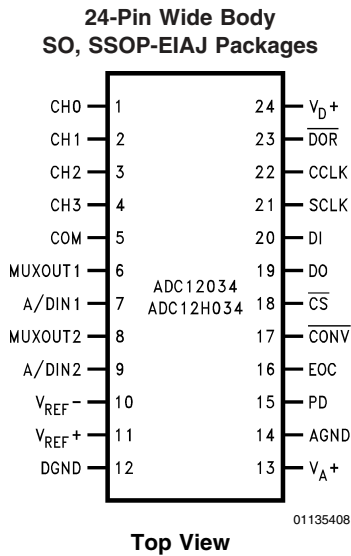 24-Pin Wide Body
SO, SSOP-EIAJ Packages
CH0 1 24 VD+
CH1 2 23 DOR
CH2 3 22 CCLK
CH3 4 21 SCLK
COM 5 20 DI
MUXOUT1 6 19 DO
ADC12034
A/DIN1 7 18 CS
ADC12H034
MUXOUT2 8 17 CONV
A/DIN2 9 16 EOC
VREF- 10 15 PD
VREF+ 11 14 AGND
DGND 12 13 VA+
01135408
Top View